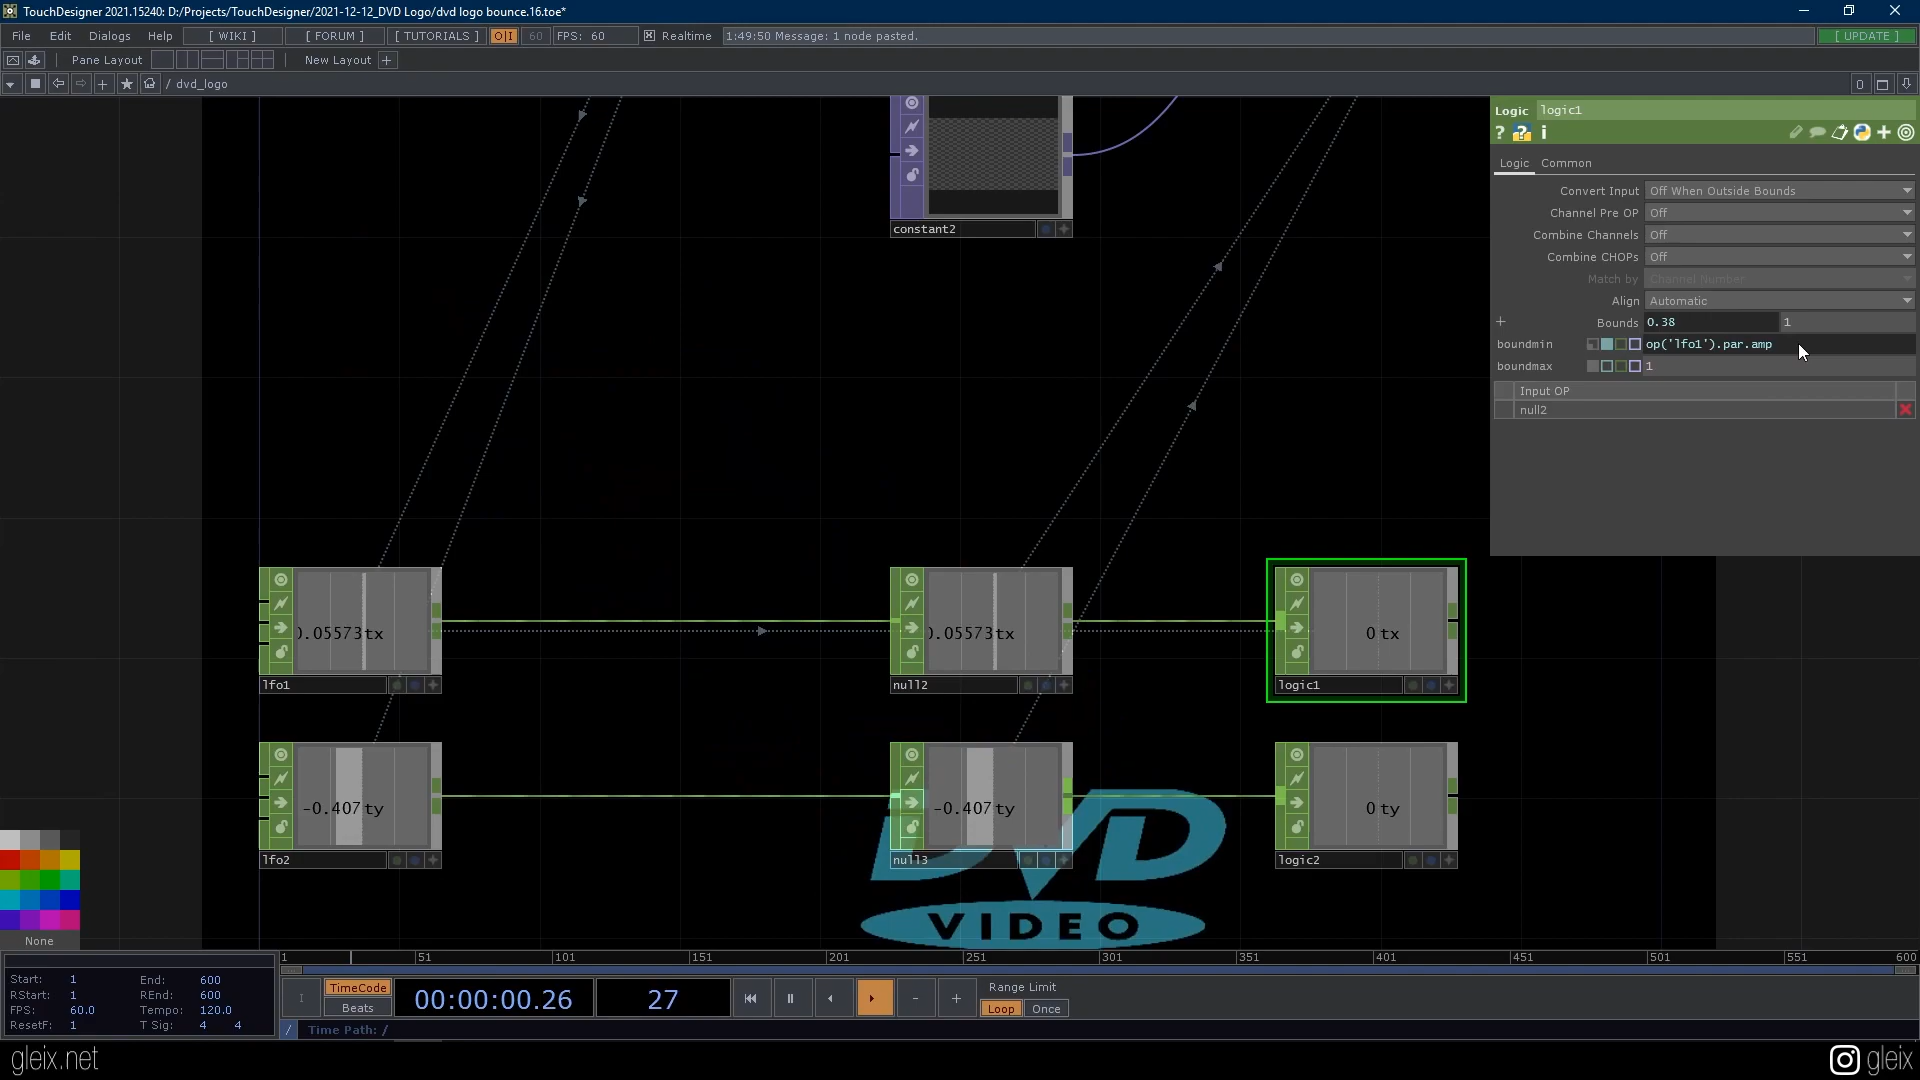 TouchDesigner 2021.15240: D:/Projects/TouchDesigner/2021-12-12_DVD Logo/dvd logo bounce.16.toe*
File Edit Dialogs Help [ WIKI ] [ FORUM ] [ TUTORIALS ] O|I 60 FPS: 60 Realtime 1:49:50 Message: 1 node pasted. [ UPDATE ]
Pane Layout New Layout +
/ dvd_logo 0
Logic logic1
? ? i
Logic Common
Convert Input Off When Outside Bounds
Channel Pre OP Off
Combine Channels Off
Combine CHOPs Off
Match by Channel Number
Align Automatic
+ Bounds 0.38 1
boundmin op('lfo1').par.amp
boundmax 1
Input OP
null2
constant2
0.05573 tx
lfo1
0.05573 tx
null2
0 tx
logic1
-0.407 ty
lfo2
-0.407 ty
null3
0 ty
logic2
DVD
VIDEO
None
1 51 101 151 201 251 301 351 401 451 501 551 600
Start: 1 End: 600
RStart: 1 REnd: 600
FPS: 60.0 Tempo: 120.0
ResetF: 1 T Sig: 4 4
I TimeCode
Beats
00:00:00.26 27
- +
Range Limit
Loop Once
/ Time Path: /
gleix.net
gleix